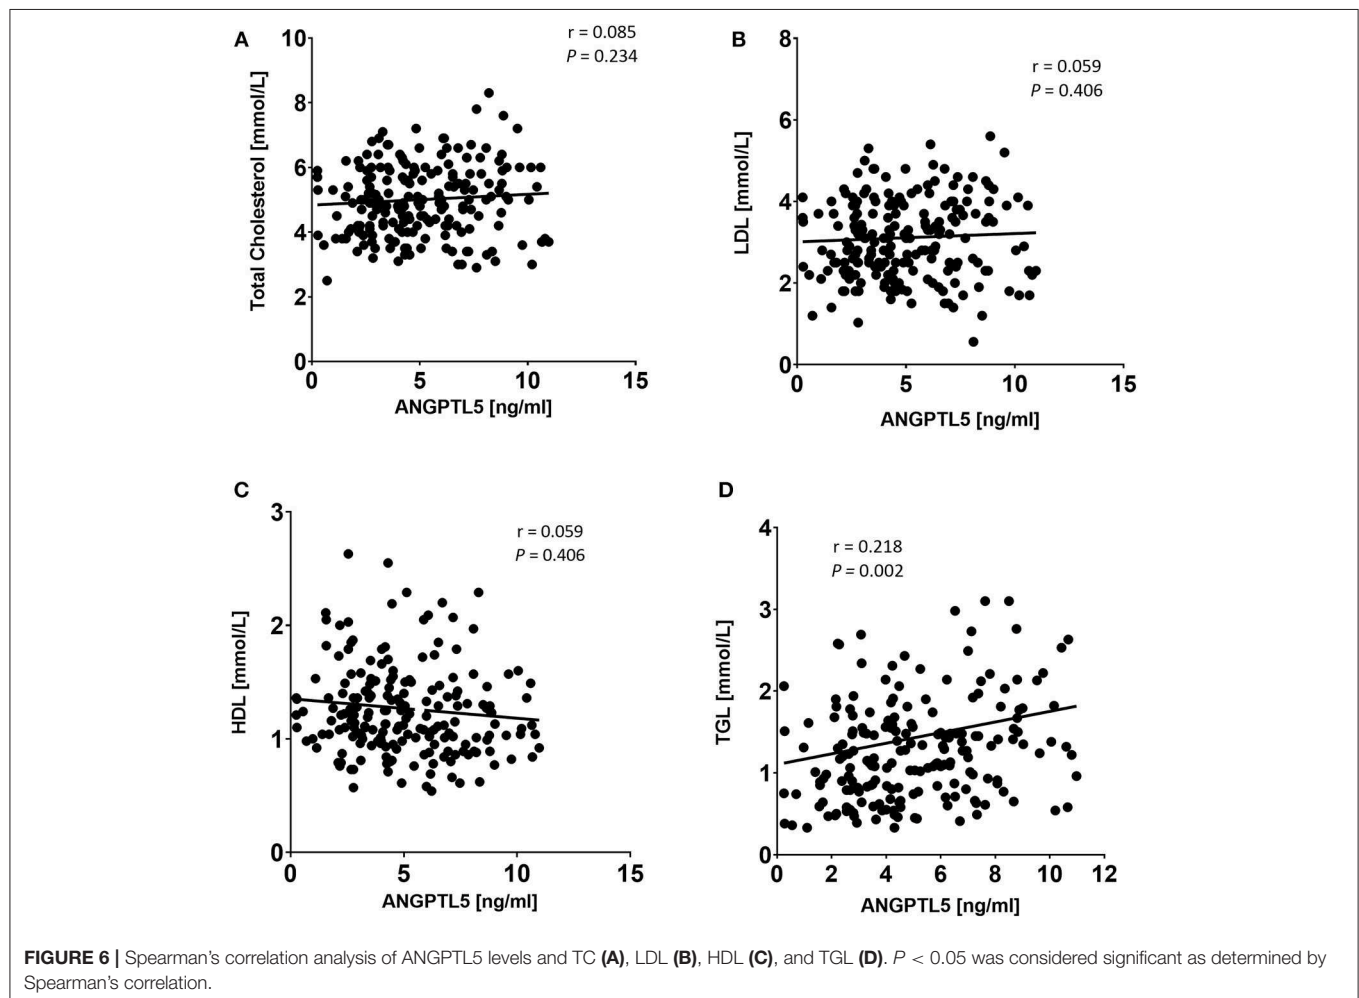 A
r = 0.085
P = 0.234
10
8
6
4
2
0
Total Cholesterol [mmol/L]
0 5 10 15
ANGPTL5 [ng/ml]
B
r = 0.059
P = 0.406
8
6
4
2
0
LDL [mmol/L]
0 5 10 15
ANGPTL5 [ng/ml]
C
r = 0.059
P = 0.406
3
2
1
0
HDL [mmol/L]
0 5 10 15
ANGPTL5 [ng/ml]
D
r = 0.218
P = 0.002
4
3
2
1
0
TGL [mmol/L]
0 2 4 6 8 10 12
ANGPTL5 [ng/ml]
FIGURE 6 | Spearman's correlation analysis of ANGPTL5 levels and TC (A), LDL (B), HDL (C), and TGL (D). P < 0.05 was considered significant as determined by
Spearman's correlation.